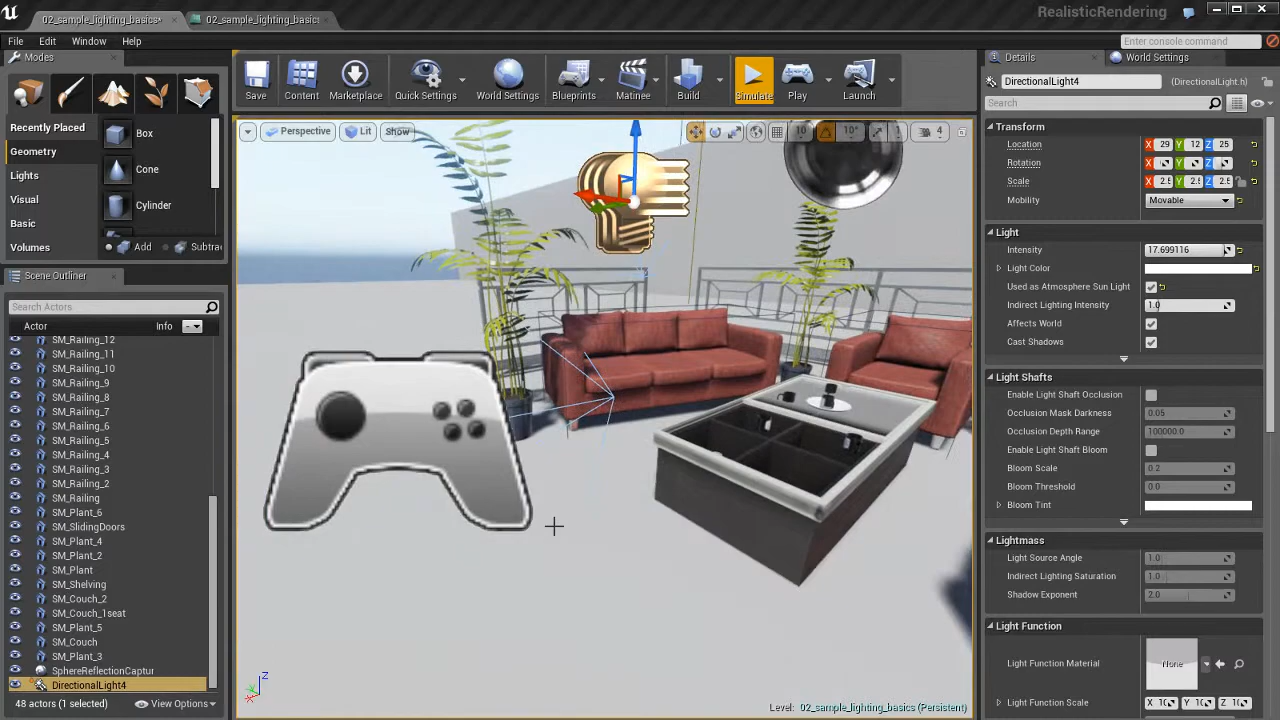 02_sample_lighting_basics*
02_sample_lighting_basics
RealisticRendering
File Edit Window Help
Enter console command
Modes
Recently Placed
Geometry
Lights
Visual
Basic
Volumes
Box
Cone
Cylinder
Add
Subtrac
Save
Content
Marketplace
Quick Settings
World Settings
Blueprints
Matinee
Build
Simulate
Play
Launch
Perspective
Lit
Show
10
10°
4
Scene Outliner
Search Actors
Actor
Info
SM_Railing_12
SM_Railing_11
SM_Railing_10
SM_Railing_9
SM_Railing_8
SM_Railing_7
SM_Railing_6
SM_Railing_5
SM_Railing_4
SM_Railing_3
SM_Railing_2
SM_Railing
SM_Plant_6
SM_SlidingDoors
SM_Plant_4
SM_Plant_2
SM_Plant
SM_Shelving
SM_Couch_2
SM_Couch_1seat
SM_Plant_5
SM_Couch
SM_Plant_3
SphereReflectionCaptur
DirectionalLight4
48 actors (1 selected)
View Options
Z
Level: 02_sample_lighting_basics (Persistent)
Details
World Settings
DirectionalLight4
(DirectionalLight.h)
Search
Transform
Location X 29 Y 12 Z 25
Rotation X Y Z
Scale X 2.5 Y 2.5 Z 2.5
Mobility Movable
Light
Intensity 17.699116
Light Color
Used as Atmosphere Sun Light
Indirect Lighting Intensity 1.0
Affects World
Cast Shadows
Light Shafts
Enable Light Shaft Occlusion
Occlusion Mask Darkness 0.05
Occlusion Depth Range 100000.0
Enable Light Shaft Bloom
Bloom Scale 0.2
Bloom Threshold 0.0
Bloom Tint
Lightmass
Light Source Angle 1.0
Indirect Lighting Saturation 1.0
Shadow Exponent 2.0
Light Function
Light Function Material None
Light Function Scale X 10 Y 10 Z 10